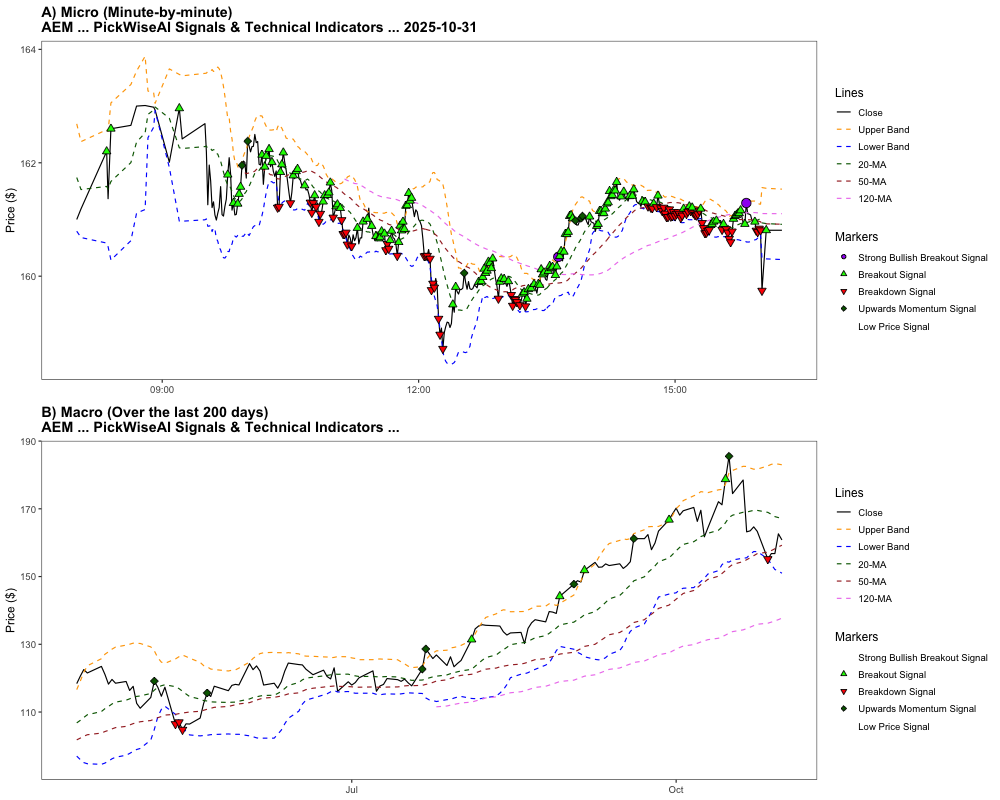 A) Micro (Minute-by-minute)
AEM ... PickWiseAI Signals & Technical Indicators ... 2025-10-31
164
162
160
Price ($)
09:00
12:00
15:00
Lines
Close
Upper Band
Lower Band
20-MA
50-MA
120-MA
Markers
Strong Bullish Breakout Signal
Breakout Signal
Breakdown Signal
Upwards Momentum Signal
Low Price Signal
B) Macro (Over the last 200 days)
AEM ... PickWiseAI Signals & Technical Indicators ...
190
170
150
130
110
Price ($)
Jul
Oct
Lines
Close
Upper Band
Lower Band
20-MA
50-MA
120-MA
Markers
Strong Bullish Breakout Signal
Breakout Signal
Breakdown Signal
Upwards Momentum Signal
Low Price Signal